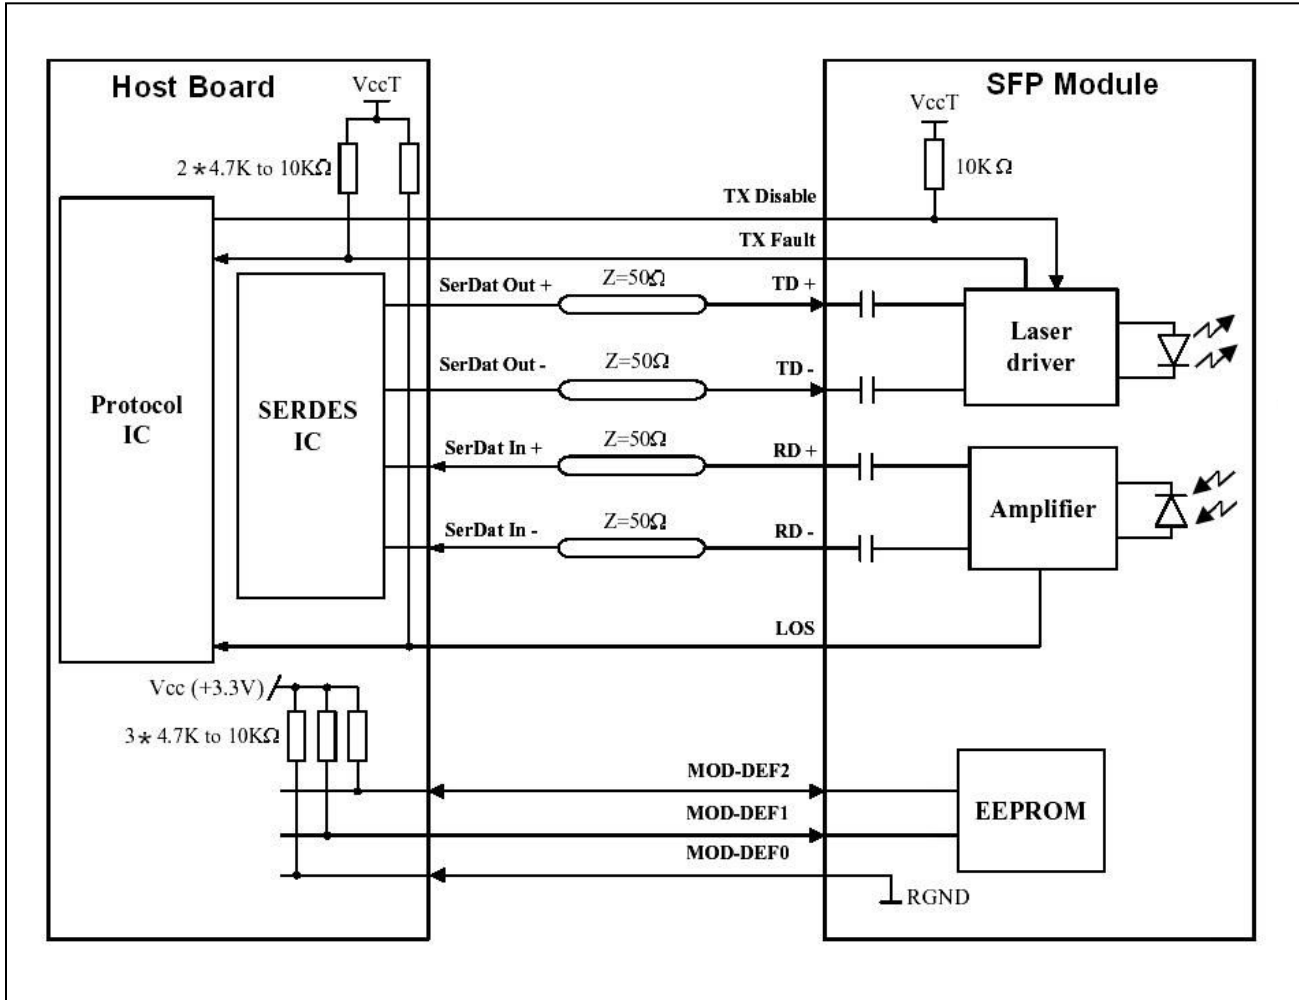 Host Board
SFP Module
VccT
VccT
2*4.7K to 10KΩ
10KΩ
TX Disable
TX Fault
SerDat Out +
Z=50Ω
TD +
Laser
driver
SerDat Out -
Z=50Ω
TD -
Protocol
IC
SERDES
IC
SerDat In +
Z=50Ω
RD +
Amplifier
SerDat In -
Z=50Ω
RD -
LOS
Vcc (+3.3V)
3* 4.7K to 10KΩ
MOD-DEF2
MOD-DEF1
EEPROM
MOD-DEF0
RGND